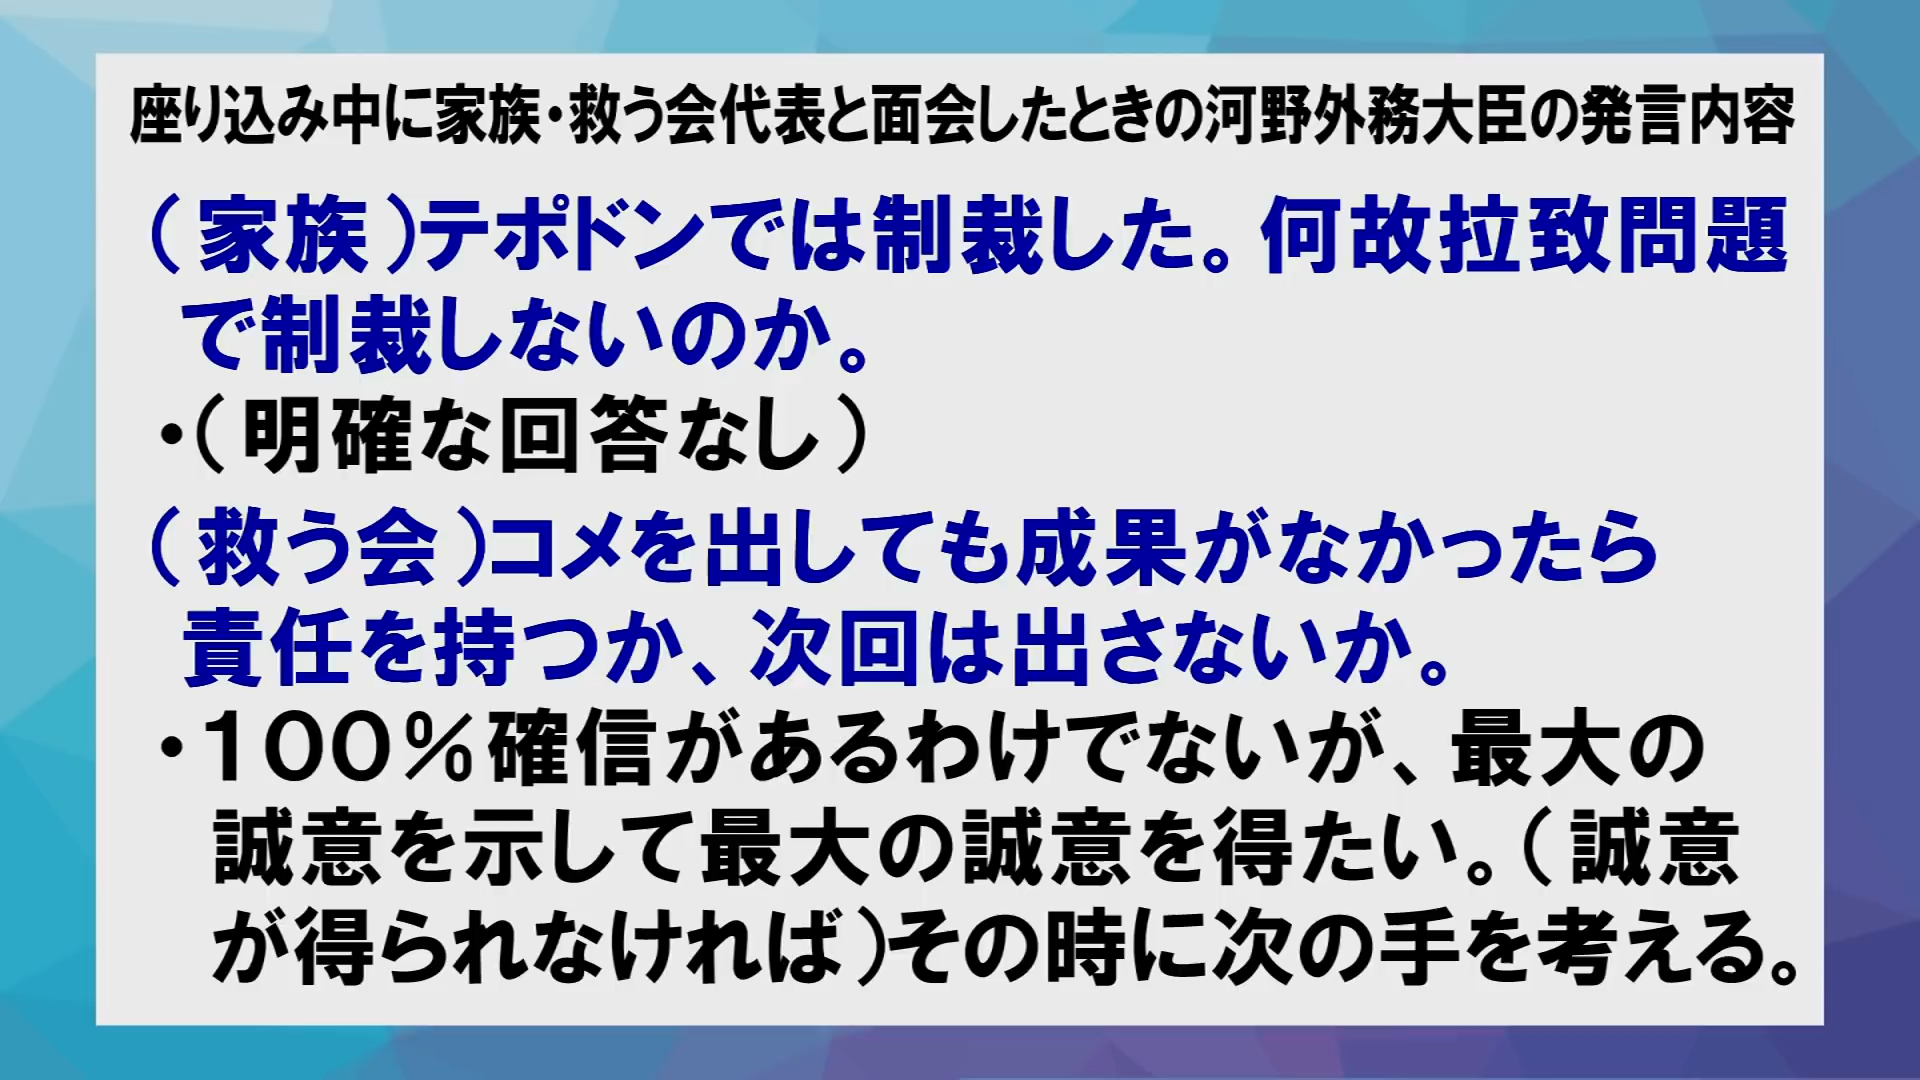 座り込み中に家族・救う会代表と面会したときの河野外務大臣の発言内容
（家族）テポドンでは制裁した。何故拉致問題
で制裁しないのか。
・（明確な回答なし）
（救う会）コメを出しても成果がなかったら
責任を持つか、次回は出さないか。
・１００％確信があるわけでないが、最大の
誠意を示して最大の誠意を得たい。（誠意
が得られなければ）その時に次の手を考える。